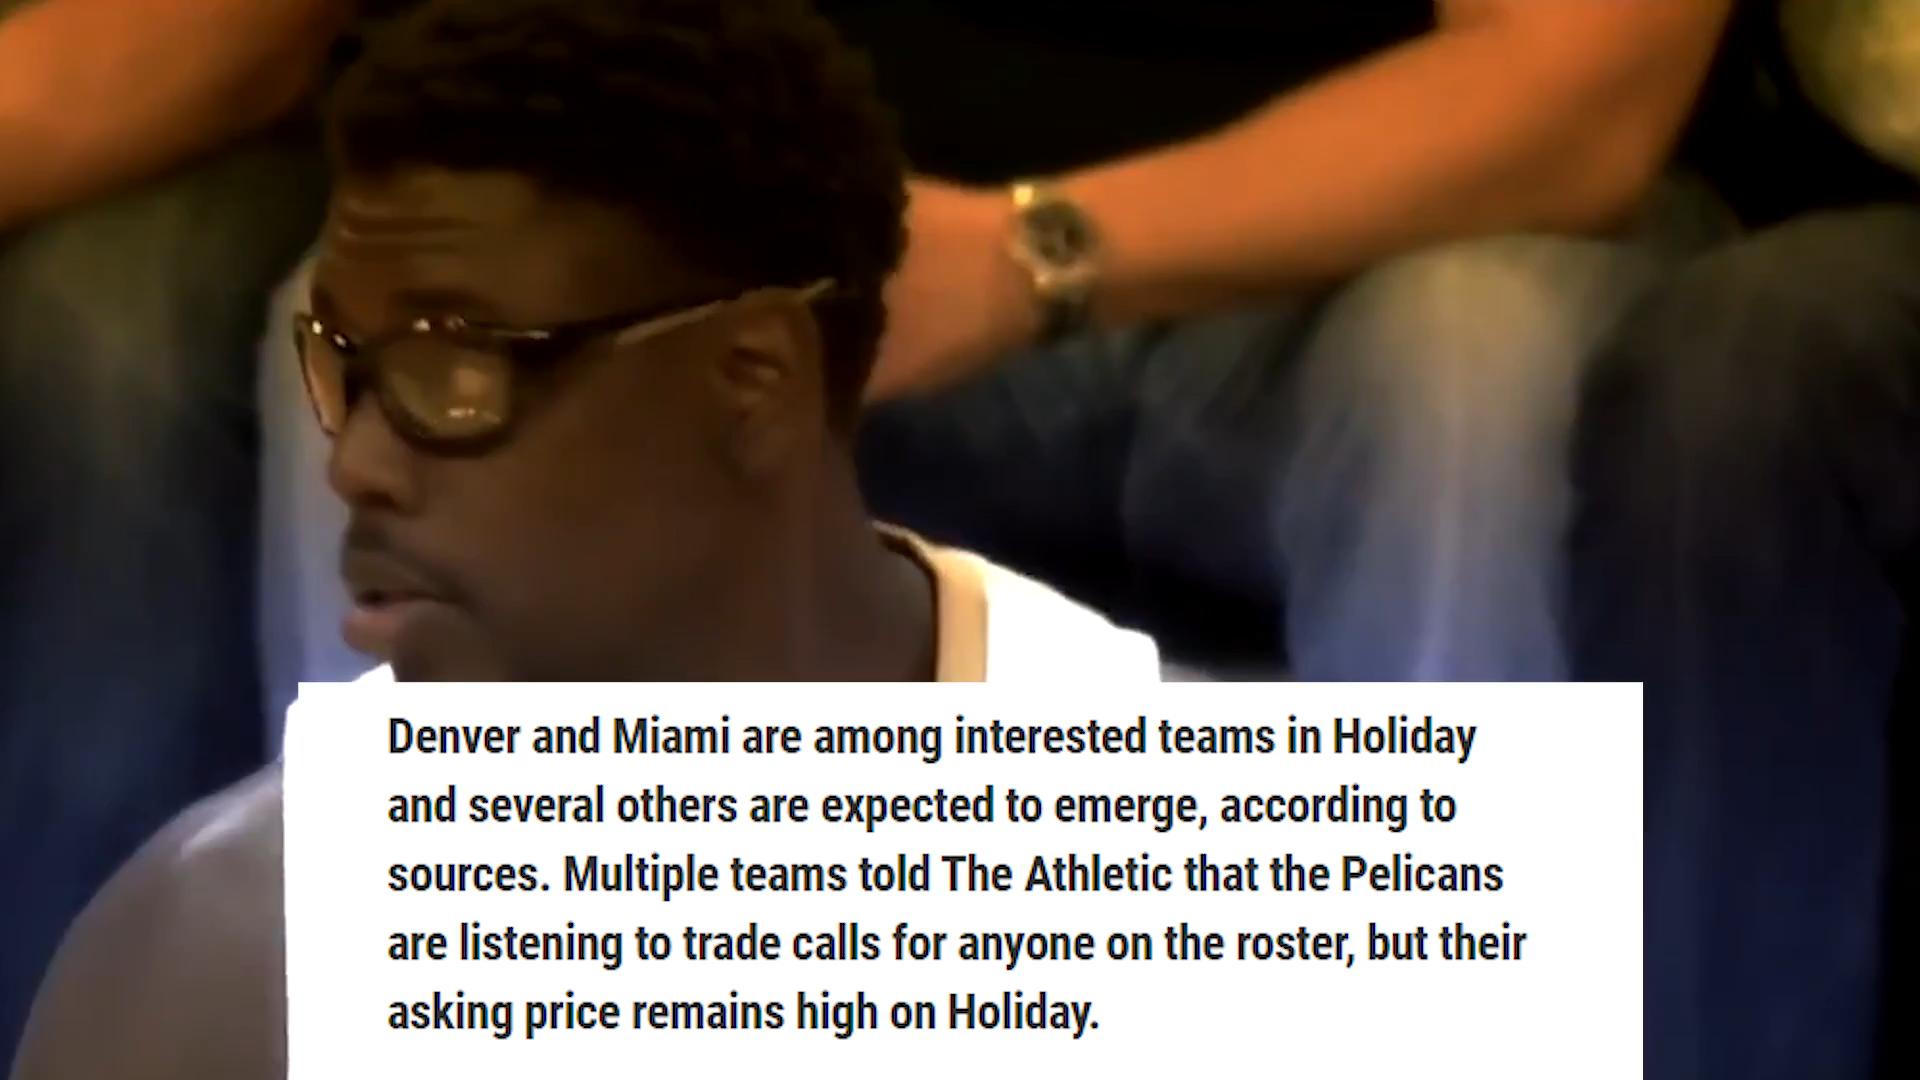 Denver and Miami are among interested teams in Holiday
and several others are expected to emerge, according to
sources. Multiple teams told The Athletic that the Pelicans
are listening to trade calls for anyone on the roster, but their
asking price remains high on Holiday.